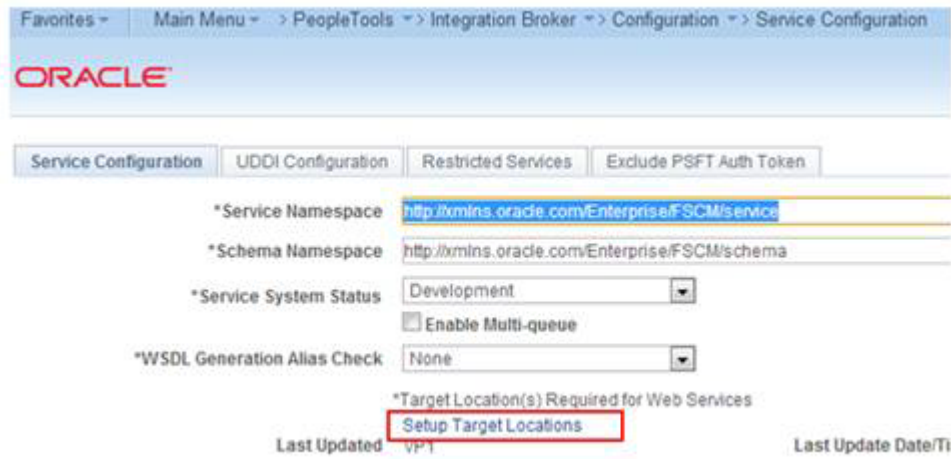 Favorites Main Menu > PeopleTools > Integration Broker > Configuration > Service Configuration
ORACLE
Service Configuration UDDI Configuration Restricted Services Exclude PSFT Auth Token
*Service Namespace http://xmlns.oracle.com/Enterprise/FSCM/service
*Schema Namespace http://xmlns.oracle.com/Enterprise/FSCM/schema
*Service System Status Development
Enable Multi-queue
*WSDL Generation Alias Check None
*Target Location(s) Required for Web Services
Setup Target Locations
Last Updated VP1 Last Update Date/Ti